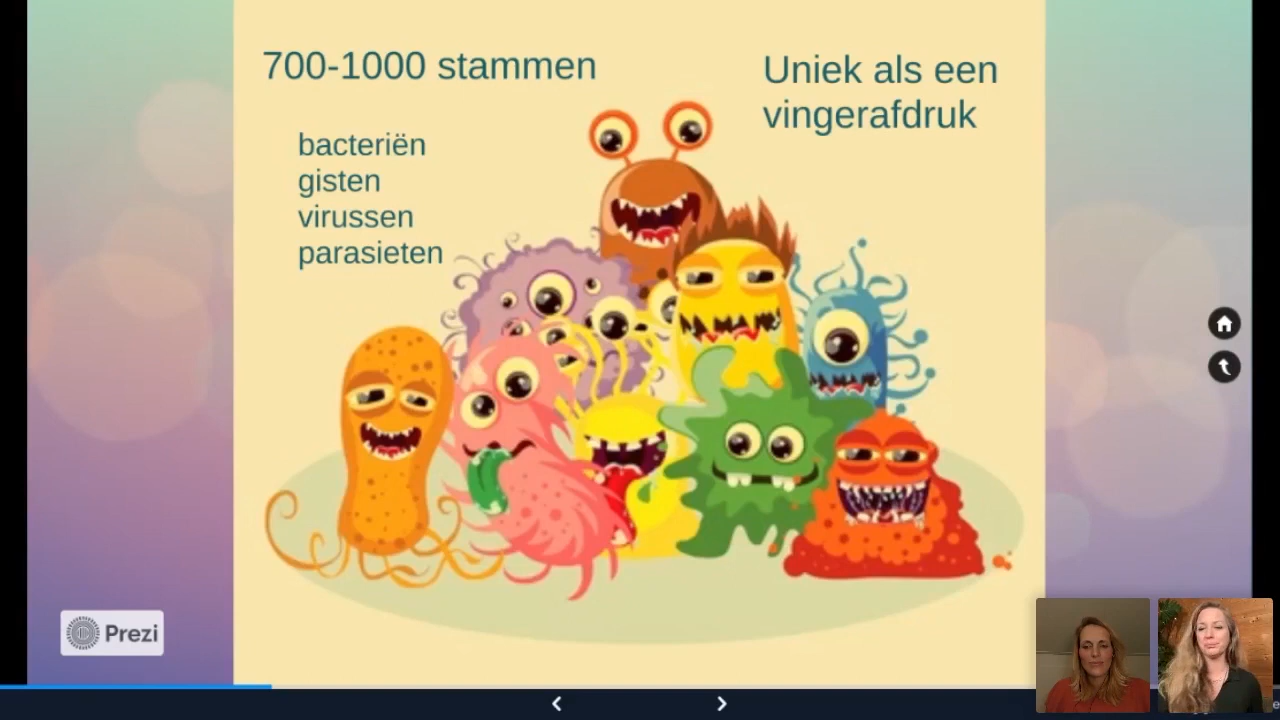 700-1000 stammen
Uniek als een
vingerafdruk
bacteriën
gisten
virussen
parasieten
Prezi